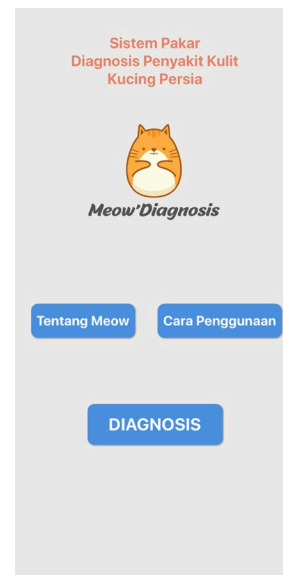 Sistem Pakar
Diagnosis Penyakit Kulit
Kucing Persia
Meow'Diagnosis
Tentang Meow
Cara Penggunaan
DIAGNOSIS